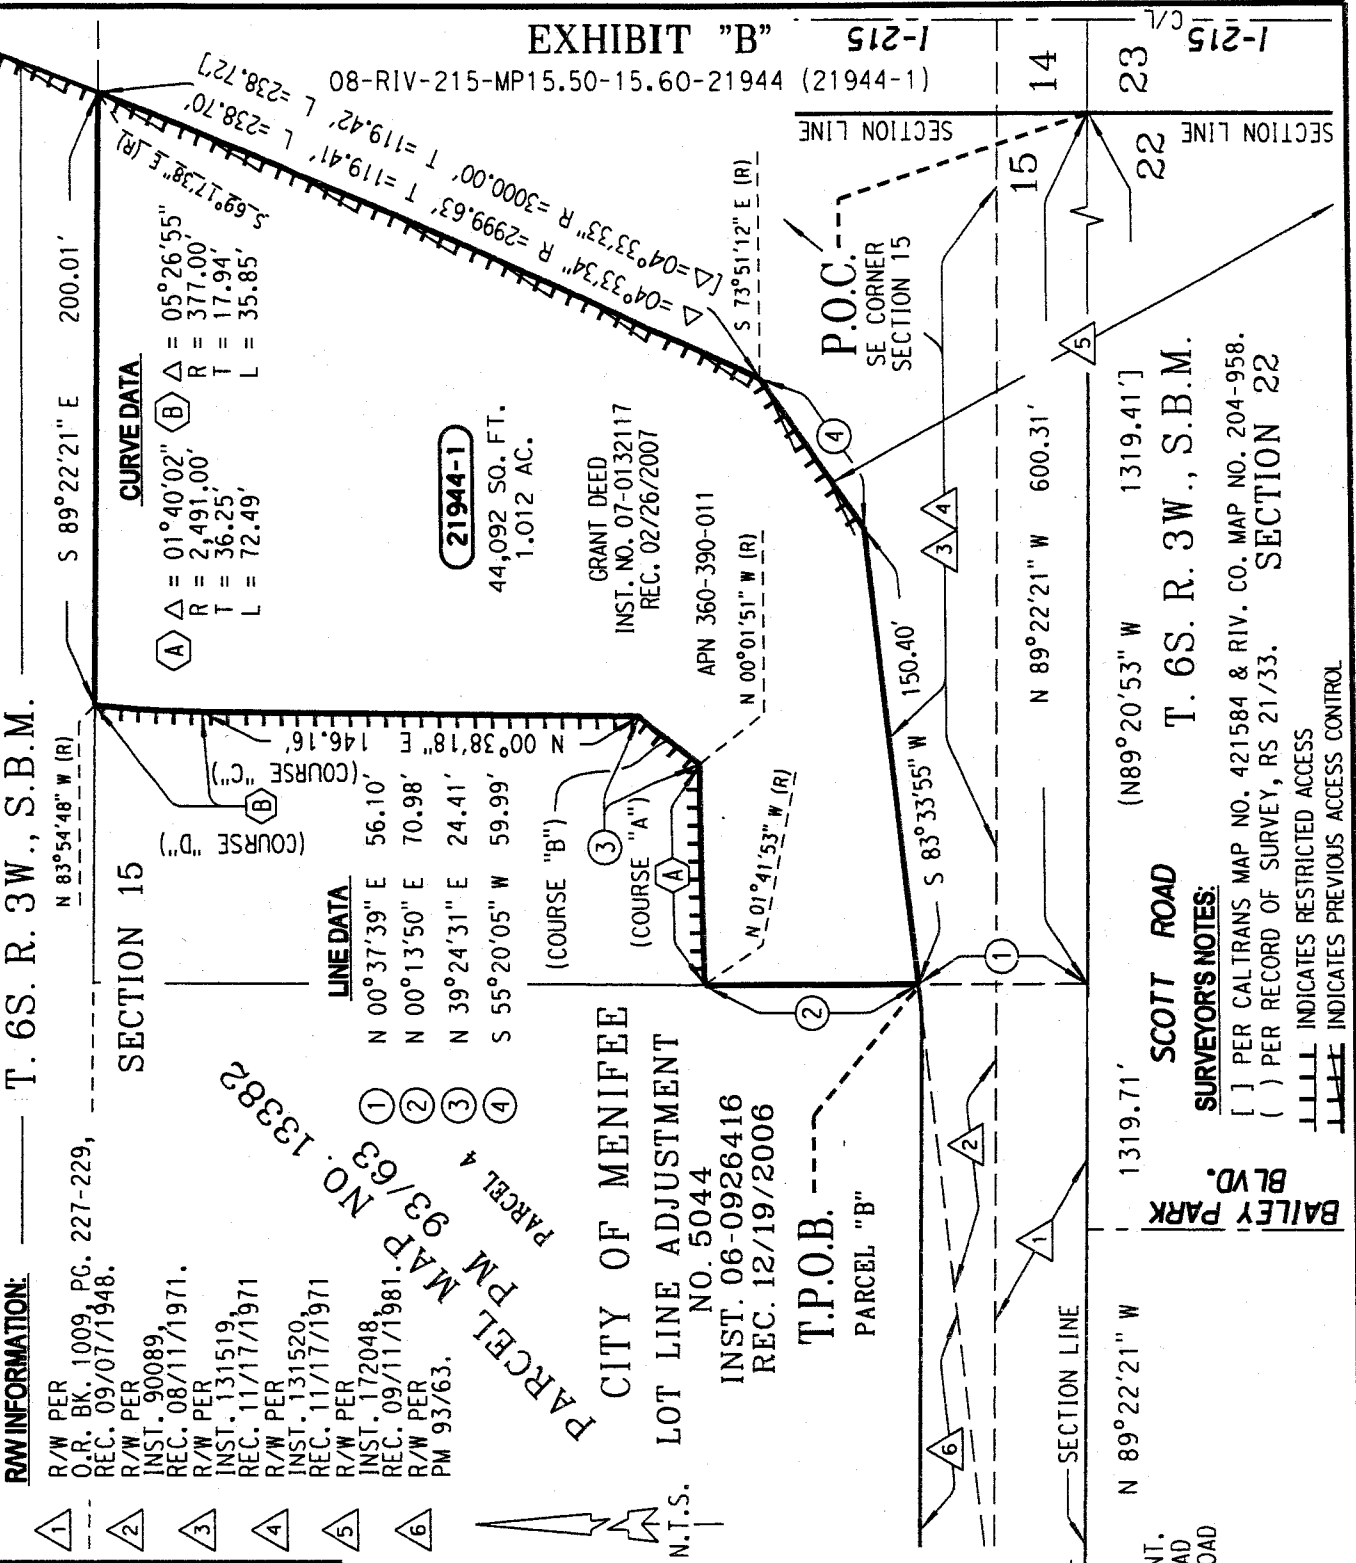 EXHIBIT "B"
08-RIV-215-MP15.50-15.60-21944 (21944-1)
T. 6S. R. 3W., S.B.M.
N 83°54'48" W (R)
S 89°22'21" E 200.01'
SECTION 15
R/W INFORMATION:
1 R/W PER
O.R. BK. 1009, PG. 227-229,
REC. 09/07/1948.
2 R/W PER
INST. 90089,
REC. 08/11/1971.
3 R/W PER
INST. 131519,
REC. 11/17/1971
4 R/W PER
INST. 131520,
REC. 11/17/1971
5 R/W PER
INST. 172048,
REC. 09/11/1981.
6 R/W PER
PM 93/63.
N.T.S.
PARCEL MAP NO. 13382
PM 93/63
PARCEL 4
LINE DATA
1 N 00°37'39" E 56.10'
2 N 00°13'50" E 70.98'
3 N 39°24'31" E 24.41'
4 S 55°20'05" W 59.99'
CURVE DATA
A Δ = 01°40'02"
R = 2,491.00'
T = 36.25'
L = 72.49'
B Δ = 05°26'55"
R = 377.00'
T = 17.94'
L = 35.85'
(COURSE "D")
B
(COURSE "C")
N 00°38'18" E 146.16'
(COURSE "B")
3
(COURSE "A")
A
N 01°41'53" W (R)
N 00°01'51" W (R)
21944-1
44,092 SQ. FT.
1.012 AC.
GRANT DEED
INST. NO. 07-0132117
REC. 02/26/2007
APN 360-390-011
S 69°17'38" E (R)
Δ =04°33'34" R =2999.63' T =119.41' L =238.70'
[Δ=04°33'33" R =3000.00' T =119.42' L =238.72']
S 73°51'12" E (R)
CITY OF MENIFEE
LOT LINE ADJUSTMENT
NO. 5044
INST. 06-0926416
REC. 12/19/2006
T.P.O.B.
PARCEL "B"
2
1
4
150.40'
S 83°33'55" W
P.O.C.
SE CORNER
SECTION 15
I-215
SECTION LINE
14
15
22
23
C/L
I-215
SECTION LINE
3
4
5
2
1
6
N 89°22'21" W 600.31'
SECTION LINE
N 89°22'21" W
1319.71'
(N89°20'53" W
1319.41']
BAILEY PARK
BLVD.
SCOTT ROAD
T. 6S. R. 3W., S.B.M.
SECTION 22
SURVEYOR'S NOTES:
[ ] PER CALTRANS MAP NO. 421584 & RIV. CO. MAP NO. 204-958.
( ) PER RECORD OF SURVEY, RS 21/33.
INDICATES RESTRICTED ACCESS
INDICATES PREVIOUS ACCESS CONTROL